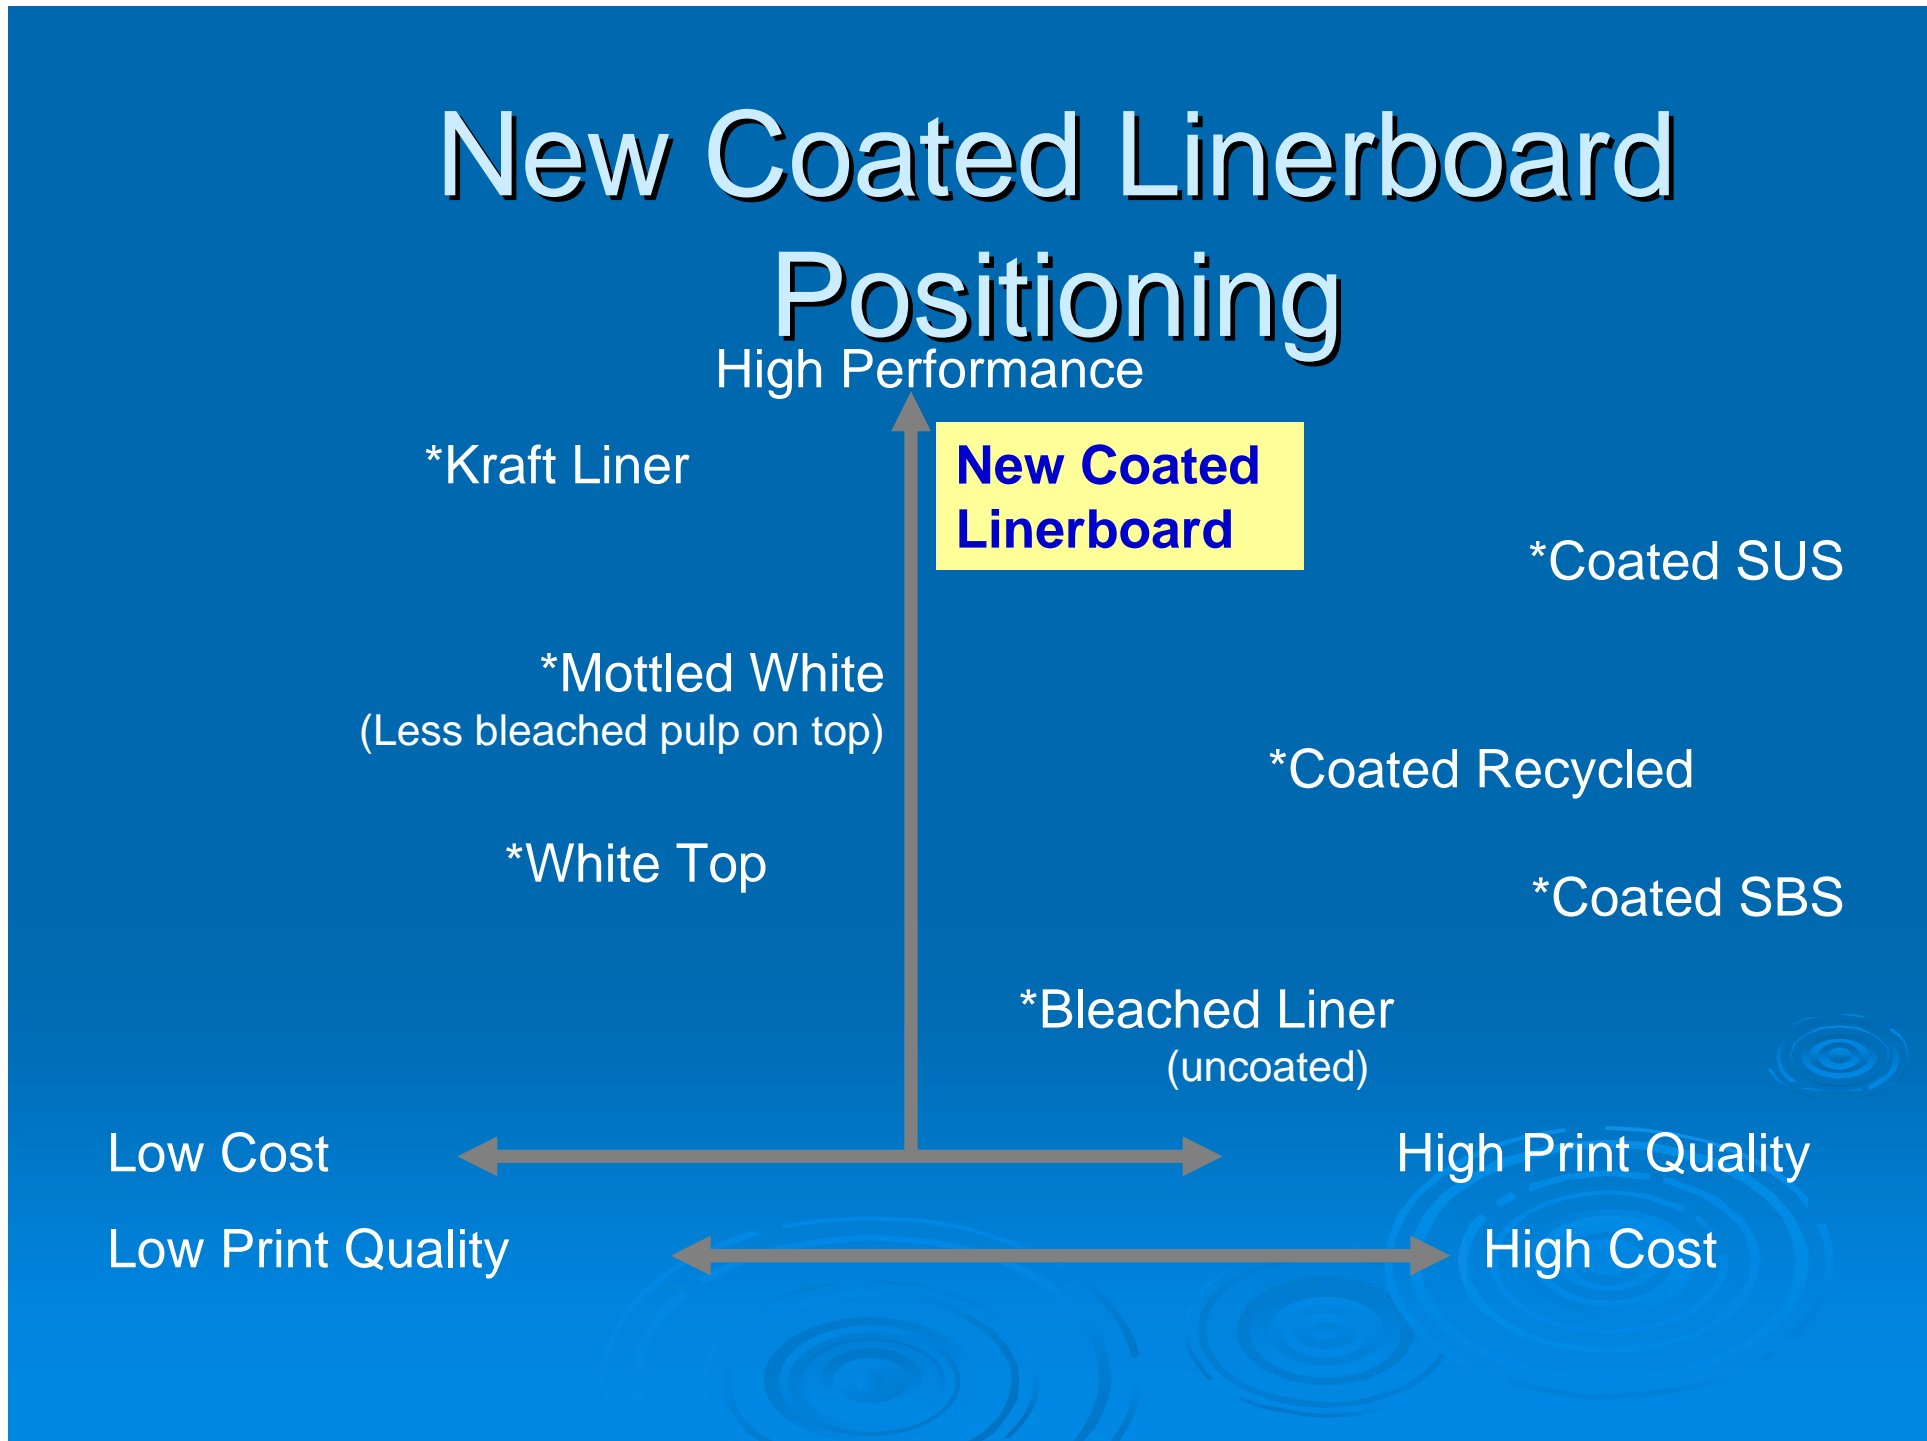 New Coated Linerboard
Positioning
High Performance
*Kraft Liner
New Coated
Linerboard
*Coated SUS
*Mottled White
(Less bleached pulp on top)
*Coated Recycled
*White Top
*Coated SBS
*Bleached Liner
(uncoated)
Low Cost
High Print Quality
Low Print Quality
High Cost